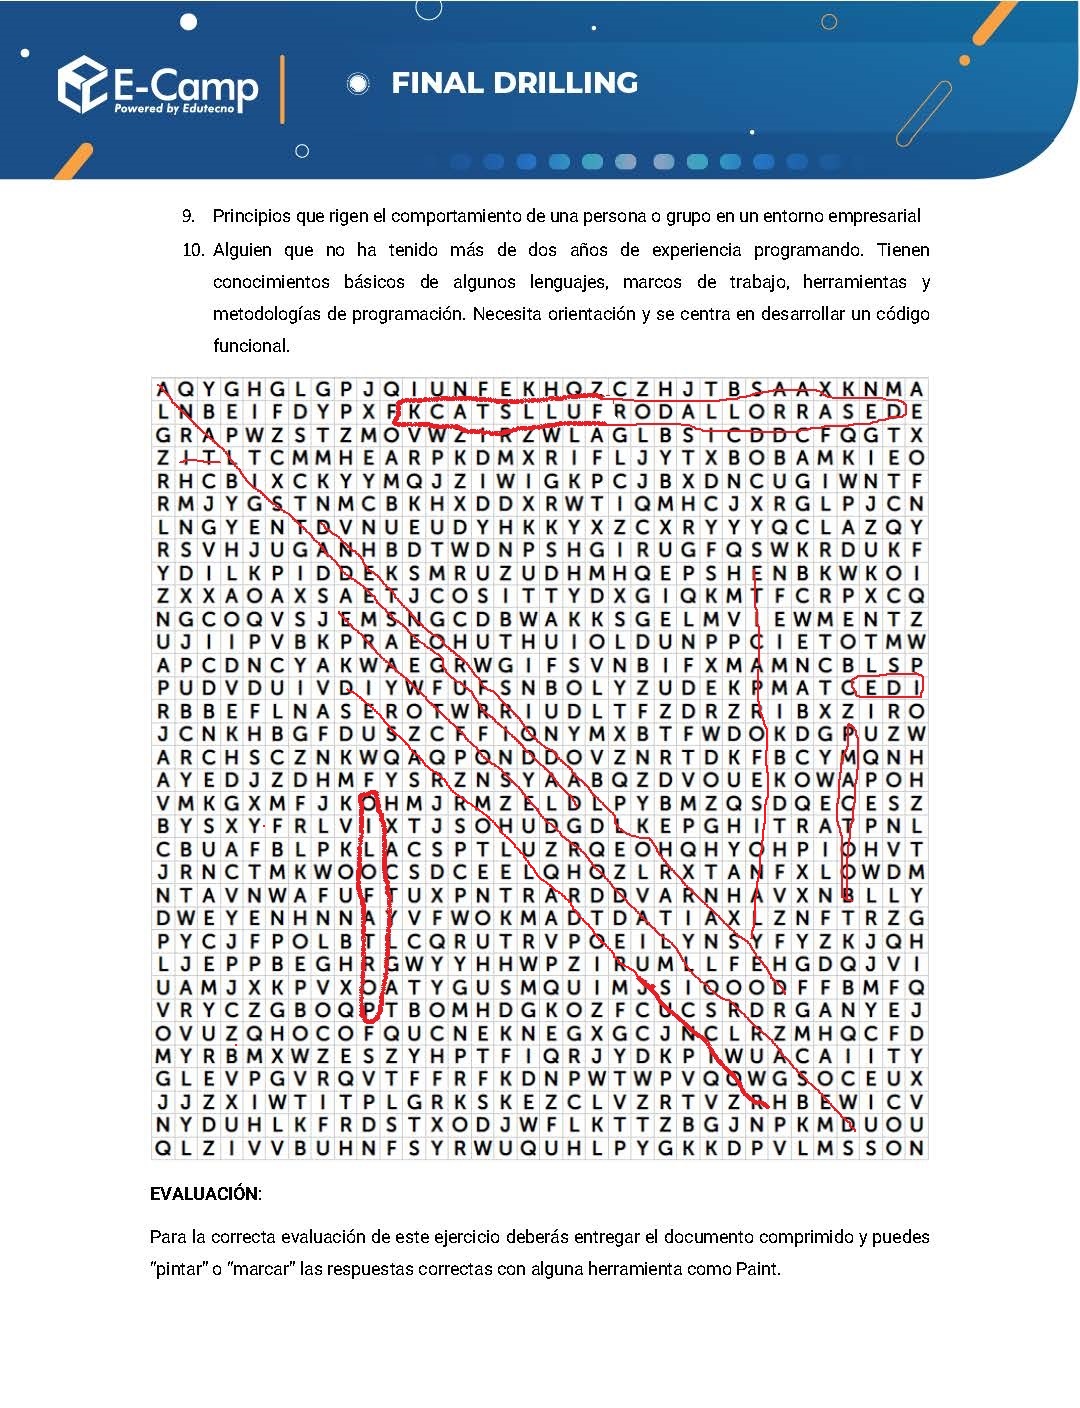 E-Camp
Powered by Edutecno
FINAL DRILLING
9. Principios que rigen el comportamiento de una persona o grupo en un entorno empresarial
10. Alguien que no ha tenido más de dos años de experiencia programando. Tienen
conocimientos básicos de algunos lenguajes, marcos de trabajo, herramientas y
metodologías de programación. Necesita orientación y se centra en desarrollar un código
funcional.
A Q Y G H G L G P J Q I U N F E K H Q Z C Z H J T B S A A X K N M A
L N B E I F D Y P X F K C A T S L L U F R O D A L L O R R A S E D E
G R A P W Z S T Z M O V W Z I R Z W L A G L B S I C D D C F Q G T X
Z I T L T C M M H E A R P K D M X R I F L J Y T X B O B A M K I E O
R H C B I X C K Y Y M Q J Z I W I G K P C J B X D N C U G I W N T F
R M J Y G S T N M C B K H X D D X R W T I Q M H C J X R G L P J C N
L N G Y E N T D V N U E U D Y H K K Y X Z C X R Y Y Y Q C L A Z Q Y
R S V H J U G A N H B D T W D N P S H G I R U G F Q S W K R D U K F
Y D I L K P I D D E K S M R U Z U D H M H Q E P S H E N B K W K O I
Z X X A O A X S A E T J C O S I T T Y D X G I Q K M T F C R P X C Q
N G C O Q V S J E M S N G C D B W A K K S G E L M V I E W M E N T Z
U J I I P V B K P R A E O H U T H U I O L D U N P P C I E T O T M W
A P C D N C Y A K W A E G R W G I F S V N B I F X M A M N C B L S P
P U D V D U I V D I Y W F U F S N B O L Y Z U D E K P M A T C E D I
R B B E F L N A S E R O T W R R I U D L T F Z D R Z R I B X Z I R O
J C N K H B G F D U S Z C F F I O N Y M X B T F W D O K D G P U Z W
A R C H S C Z N K W Q A Q P O N D D O V Z N R T D K F B C Y M Q N H
A Y E D J Z D H M F Y S R Z N S Y A A B Q Z D V O U E K O W A P O H
V M K G X M F J K O H M J R M Z E L D L P Y B M Z Q S D Q E C E S Z
B Y S X Y F R L V I X T J S O H U D G D L K E P G H I T R A T P N L
C B U A F B L P K L A C S P T L U Z R Q E O H Q H Y O H P I O H V T
J R N C T M K W O O C S D C E E L Q H O Z L R X T A N F X L O W D M
N T A V N W A F U F T U X P N T R A R D D V A R N H A V X N B L L Y
D W E Y E N H N N A Y V F W O K M A D T D A T I A X L Z N F T R Z G
P Y C J F P O L B T L C Q R U T R V P O E I L Y N S Y F Y Z K J Q H
L J E P P B E G H R G W Y Y H H W P Z I R U M L L F E H G D Q J V I
U A M J X K P V X O A T Y G U S M Q U I M J S I O O O D F F B M F Q
V R Y C Z G B O Q P T B O M H D G K O Z F C U C S R D R G A N Y E J
O V U Z Q H O C O F Q U C N E K N E G X G C J N C L R Z M H Q C F D
M Y R B M X W Z E S Z Y H P T F I Q R J Y D K P I W U A C A I I T Y
G L E V P G V R Q V T F F R F K D N P W T W P V Q O W G S O C E U X
J J Z X I W T I T P L G R K S K E Z C L V Z R T V Z R H B E W I C V
N Y D U H L K F R D S T X O D J W F L K T T Z B G J N P K M D U O U
Q L Z I V V B U H N F S Y R W U Q U H L P Y G K K D P V L M S S O N
EVALUACIÓN:
Para la correcta evaluación de este ejercicio deberás entregar el documento comprimido y puedes
"pintar" o "marcar" las respuestas correctas con alguna herramienta como Paint.